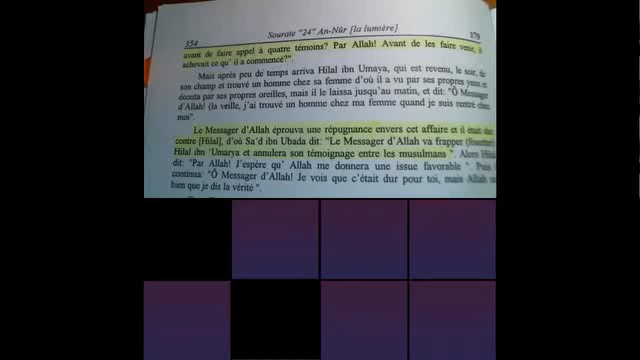 354 Sourate "24" An-Nûr [la lumière] 179
avant de faire appel à quatre témoins? Par Allah! Avant de les faire venir, il
achevait ce qu' il a commencé?".
Mais après peu de temps arriva Hilal ibn Umaya, qui est revenu, le soir, de
son champ et trouvé un homme chez sa femme d'où il a vu par ses propres yeux et
écouta par ses propres oreilles, mais il le laissa jusqu'au matin, et dit: "Ô Messager
d'Allah! (la veille, j'ai trouvé un homme chez ma femme quand je suis rentré chez
moi".
Le Messager d'Allah éprouva une répugnance envers cet affaire et il était dur
contre [Hilal], d'où Sa'd ibn Ubada dit: "Le Messager d'Allah va frapper
Hilal ibn 'Umarya et annulera son témoignage entre les musulmans ". Alors
dit: "Par Allah! J'espère qu' Allah me donnera une issue favorable ". Puis
continua: "Ô Messager d'Allah! Je vois que c'était dur pour toi, mais Allah
bien que je dis la vérité ".